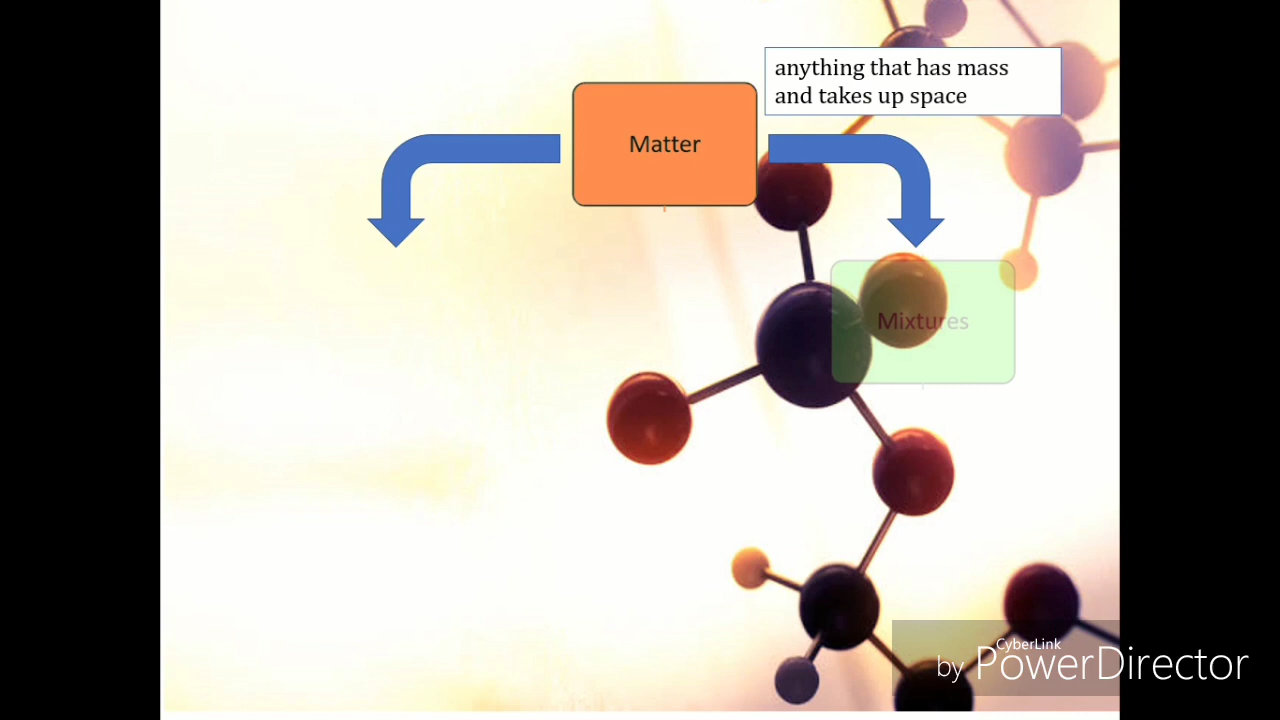 anything that has mass
and takes up space
Matter
Mixtures
CyberLink
by PowerDirector